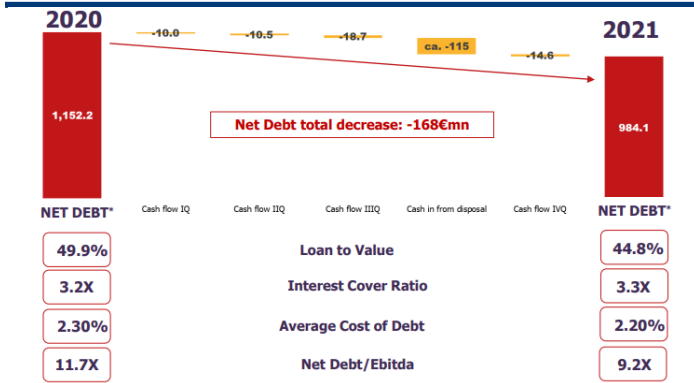 2020
2021
-10.0
-10.5
-18.7
ca. -115
-14.6
1,152.2
Net Debt total decrease: -168€mn
984.1
NET DEBT*
Cash flow IQ
Cash flow IIQ
Cash flow IIIQ
Cash in from disposal
Cash flow IVQ
NET DEBT*
49.9%
Loan to Value
44.8%
3.2X
Interest Cover Ratio
3.3X
2.30%
Average Cost of Debt
2.20%
11.7X
Net Debt/Ebitda
9.2X